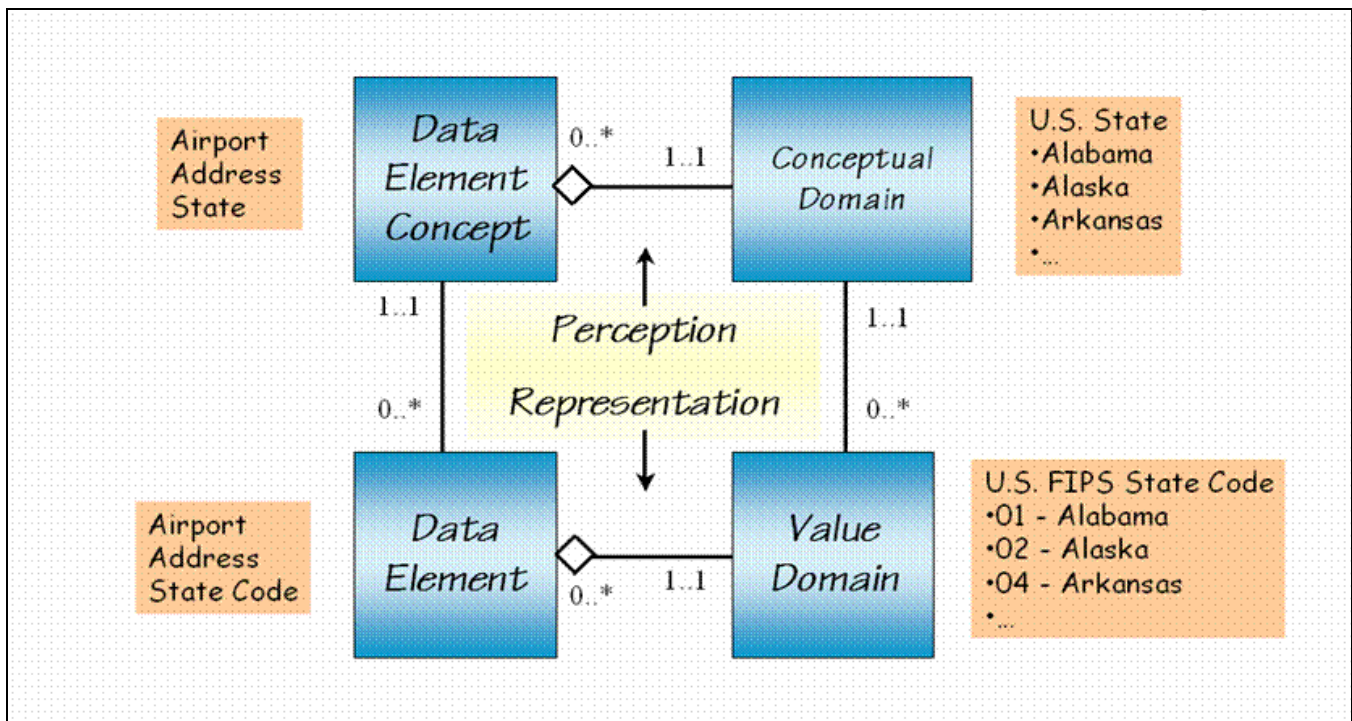 Airport
Address
State
Data
Element
Concept
0..*
1..1
Conceptual
Domain
U.S. State
•Alabama
•Alaska
•Arkansas
•...
1..1
1..1
Perception
Representation
0..*
0..*
Airport
Address
State Code
Data
Element
0..*
1..1
Value
Domain
U.S. FIPS State Code
•01 - Alabama
•02 - Alaska
•04 - Arkansas
•...